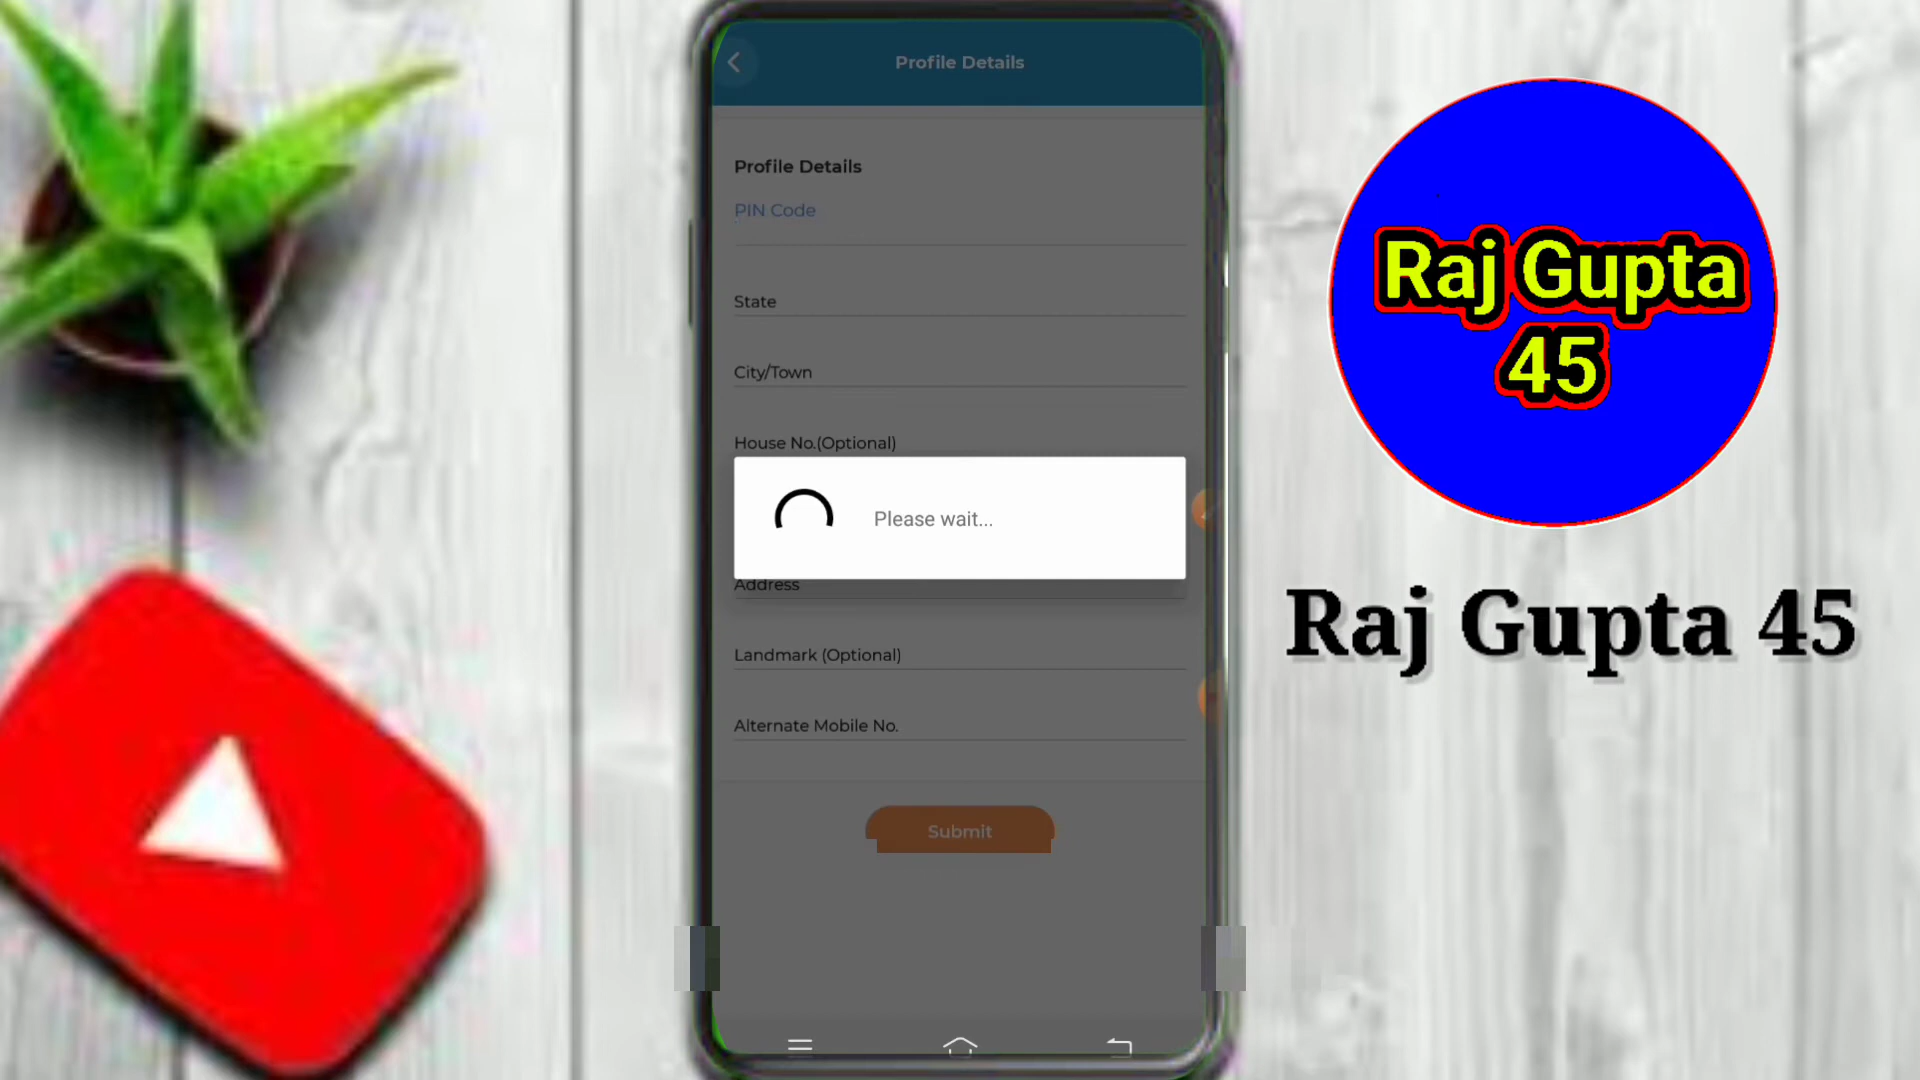 Profile Details
Profile Details
PIN Code
State
City/Town
House No.(Optional)
Please wait...
Address
Landmark (Optional)
Alternate Mobile No.
Submit
Raj Gupta
45
Raj Gupta 45